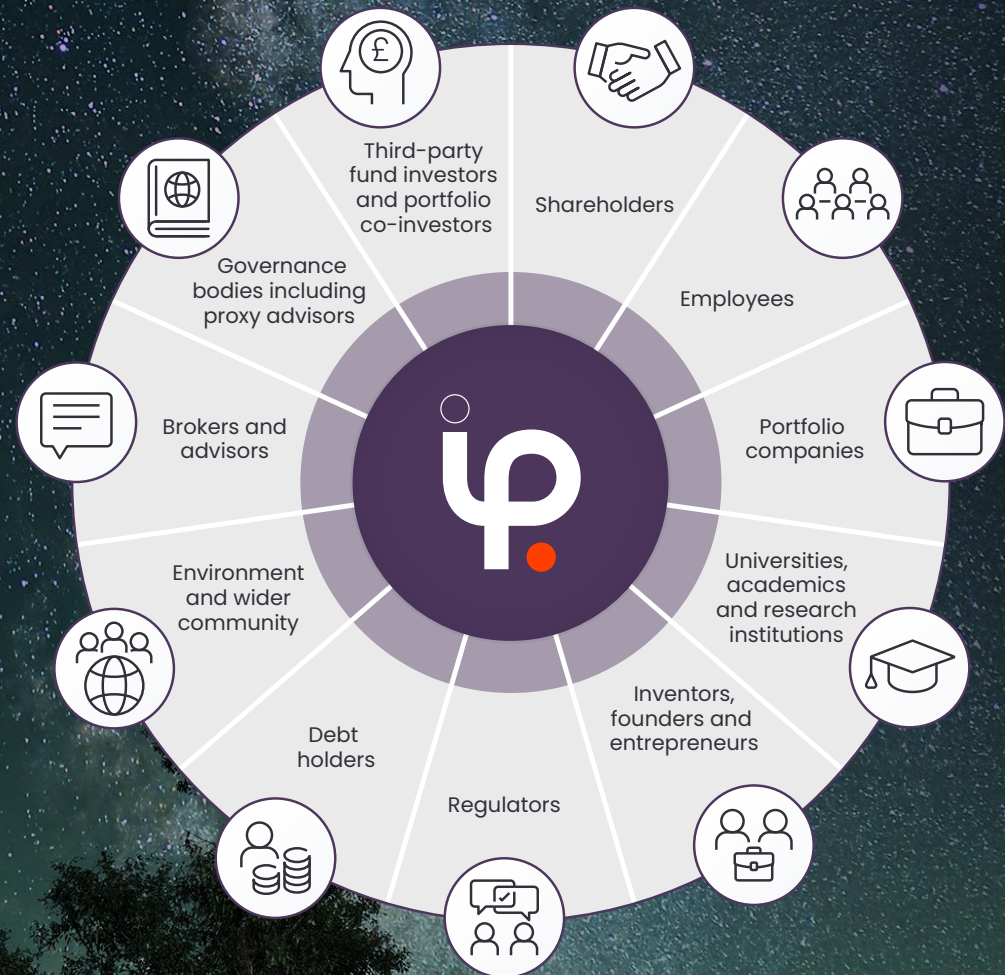 £
Third-party
fund investors
and portfolio
co-investors
Shareholders
Employees
Portfolio
companies
Universities,
academics
and research
institutions
Inventors,
founders and
entrepreneurs
Regulators
Debt
holders
Environment
and wider
community
Brokers and
advisors
Governance
bodies including
proxy advisors
ip.